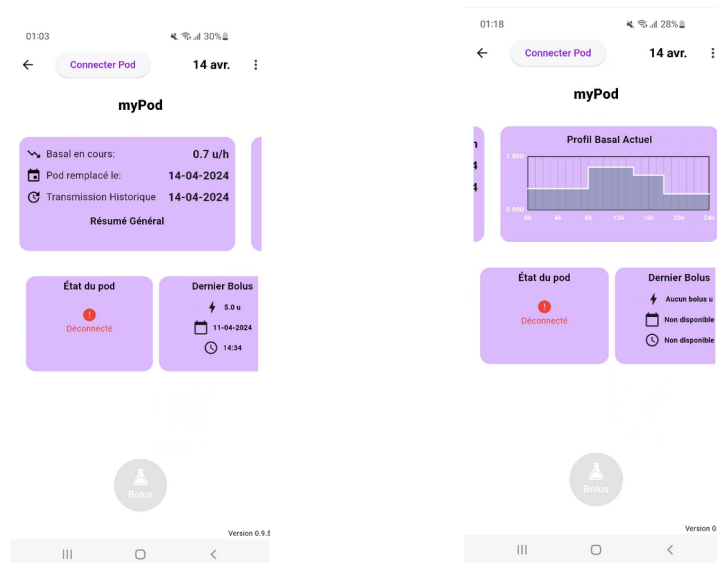 01:03 30%
Connecter Pod 14 avr.
myPod
Basal en cours: 0.7 u/h
Pod remplacé le: 14-04-2024
Transmission Historique 14-04-2024
Résumé Général
État du pod
Déconnecté
Dernier Bolus
5.0 u
11-04-2024
14:34
Bolus
Version 0.9.5
01:18 28%
Connecter Pod 14 avr.
myPod
h
4
4
Profil Basal Actuel
1.00U
0.00U
0h 4h 8h 12h 16h 20h 24h
État du pod
Déconnecté
Dernier Bolus
Aucun bolus u
Non disponible
Non disponible
Bolus
Version 0.